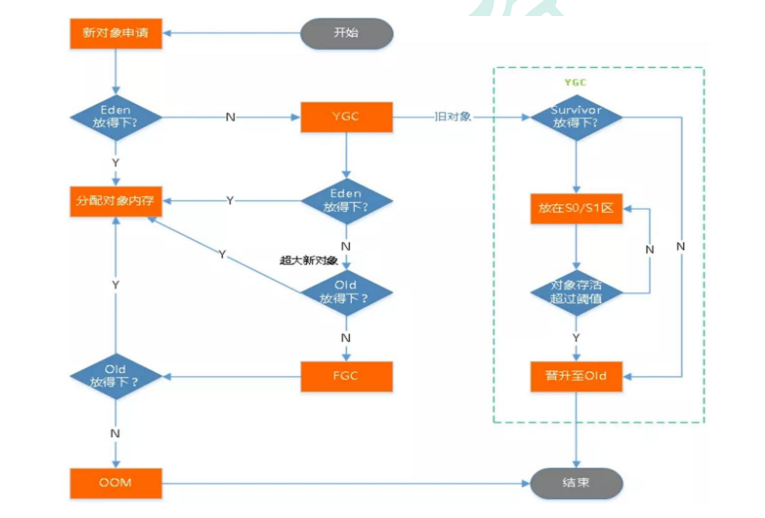 新对象申请
开始
YGC
Eden
放得下?
N
YGC
旧对象
Survivor
放得下?
Y
分配对象内存
Y
Eden
放得下?
放在S0/S1区
N
N
N
Y
超大新对象
Old
放得下？
对象存活
超过阈值
Y
N
Y
Old
放得下？
FGC
晋升至Old
N
OOM
结束